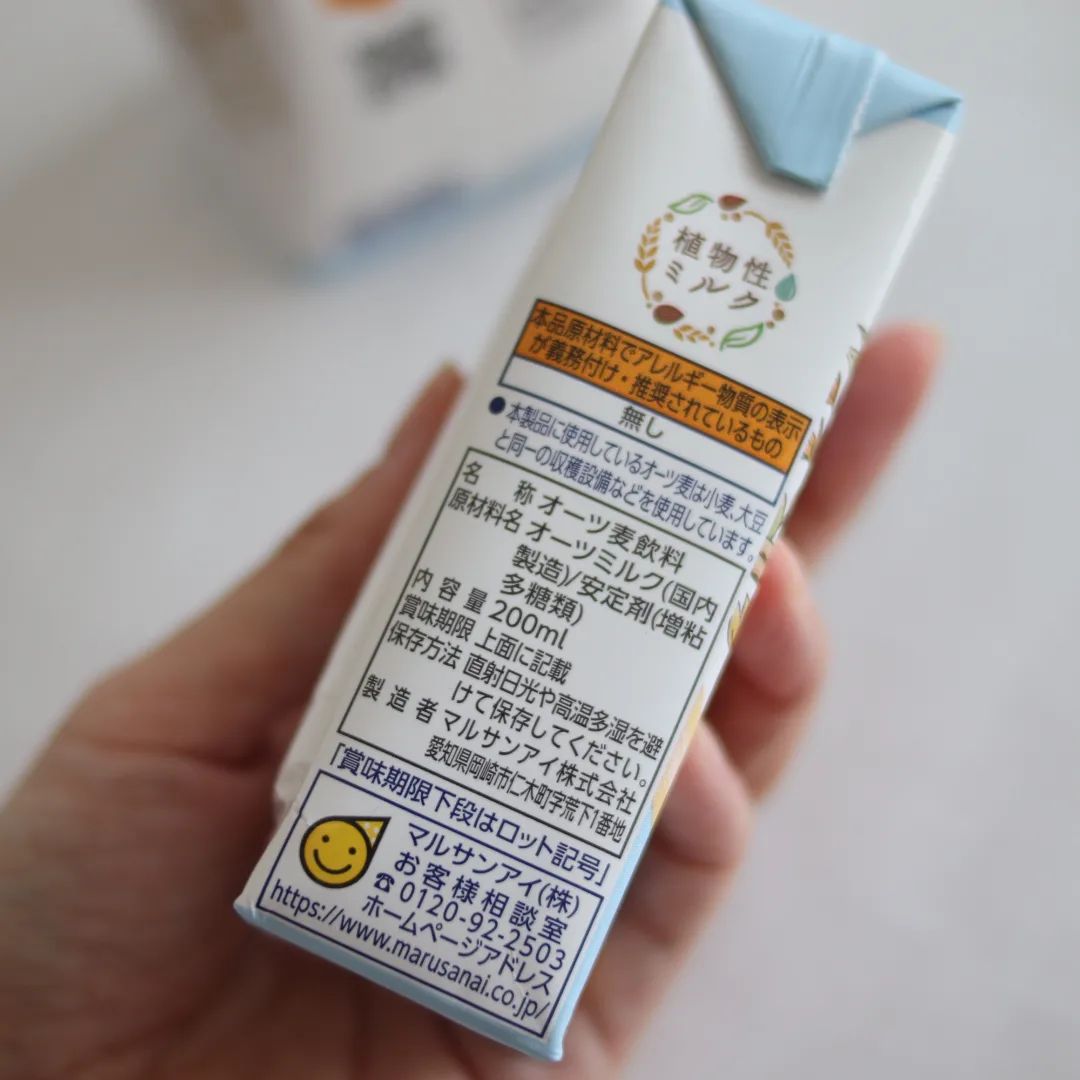 植物性
ミルク
本品原材料でアレルギー物質の表示
が義務付け・推奨されているもの
無し
●本製品に使用しているオーツ麦は小麦、大豆
と同一の収穫設備などを使用しています。
名称 オーツ麦飲料
原材料名 オーツミルク(国内
製造)/安定剤(増粘
多糖類)
内容量 200ml
賞味期限 上面に記載
保存方法 直射日光や高温多湿を避
けて保存してください。
製造者 マルサンアイ株式会社
愛知県岡崎市仁木町字荒下1番地
「賞味期限下段はロット記号」
マルサンアイ(株)
お客様相談室
☎0120-92-2503
ホームページアドレス
https://www.marusanai.co.jp/